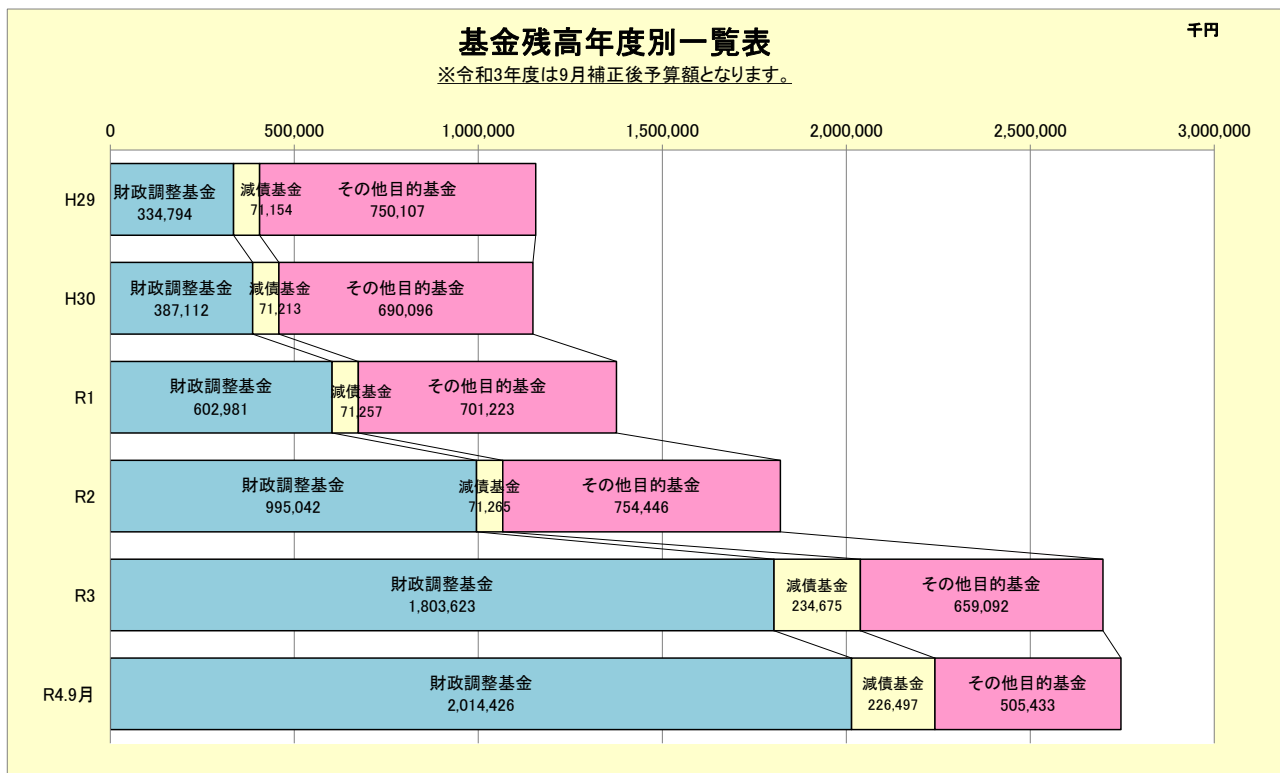 基金残高年度別一覧表
千円
※令和3年度は9月補正後予算額となります。
0 500,000 1,000,000 1,500,000 2,000,000 2,500,000 3,000,000
H29
財政調整基金
334,794
減債基金
71,154
その他目的基金
750,107
H30
財政調整基金
387,112
減債基金
71,213
その他目的基金
690,096
R1
財政調整基金
602,981
減債基金
71,257
その他目的基金
701,223
R2
財政調整基金
995,042
減債基金
71,265
その他目的基金
754,446
R3
財政調整基金
1,803,623
減債基金
234,675
その他目的基金
659,092
R4.9月
財政調整基金
2,014,426
減債基金
226,497
その他目的基金
505,433